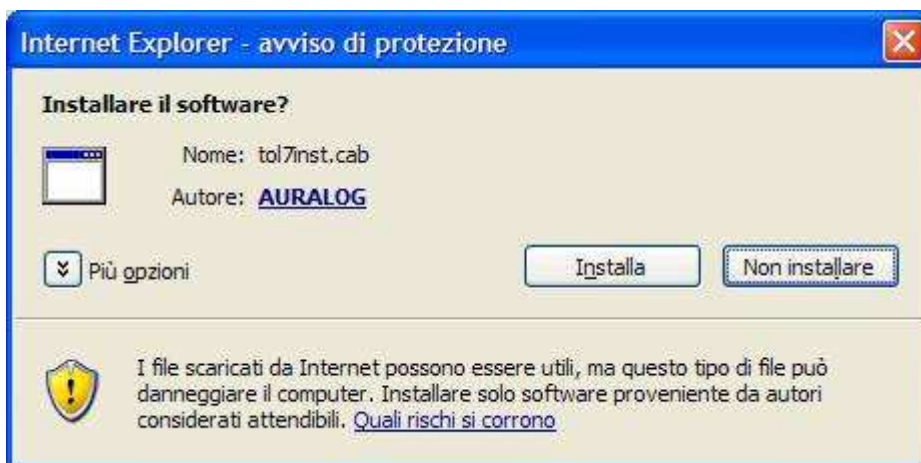 Internet Explorer - avviso di protezione
Installare il software?
Nome: tol7inst.cab
Autore: AURALOG
Più opzioni
Installa
Non installare
I file scaricati da Internet possono essere utili, ma questo tipo di file può
danneggiare il computer. Installare solo software proveniente da autori
considerati attendibili. Quali rischi si corrono